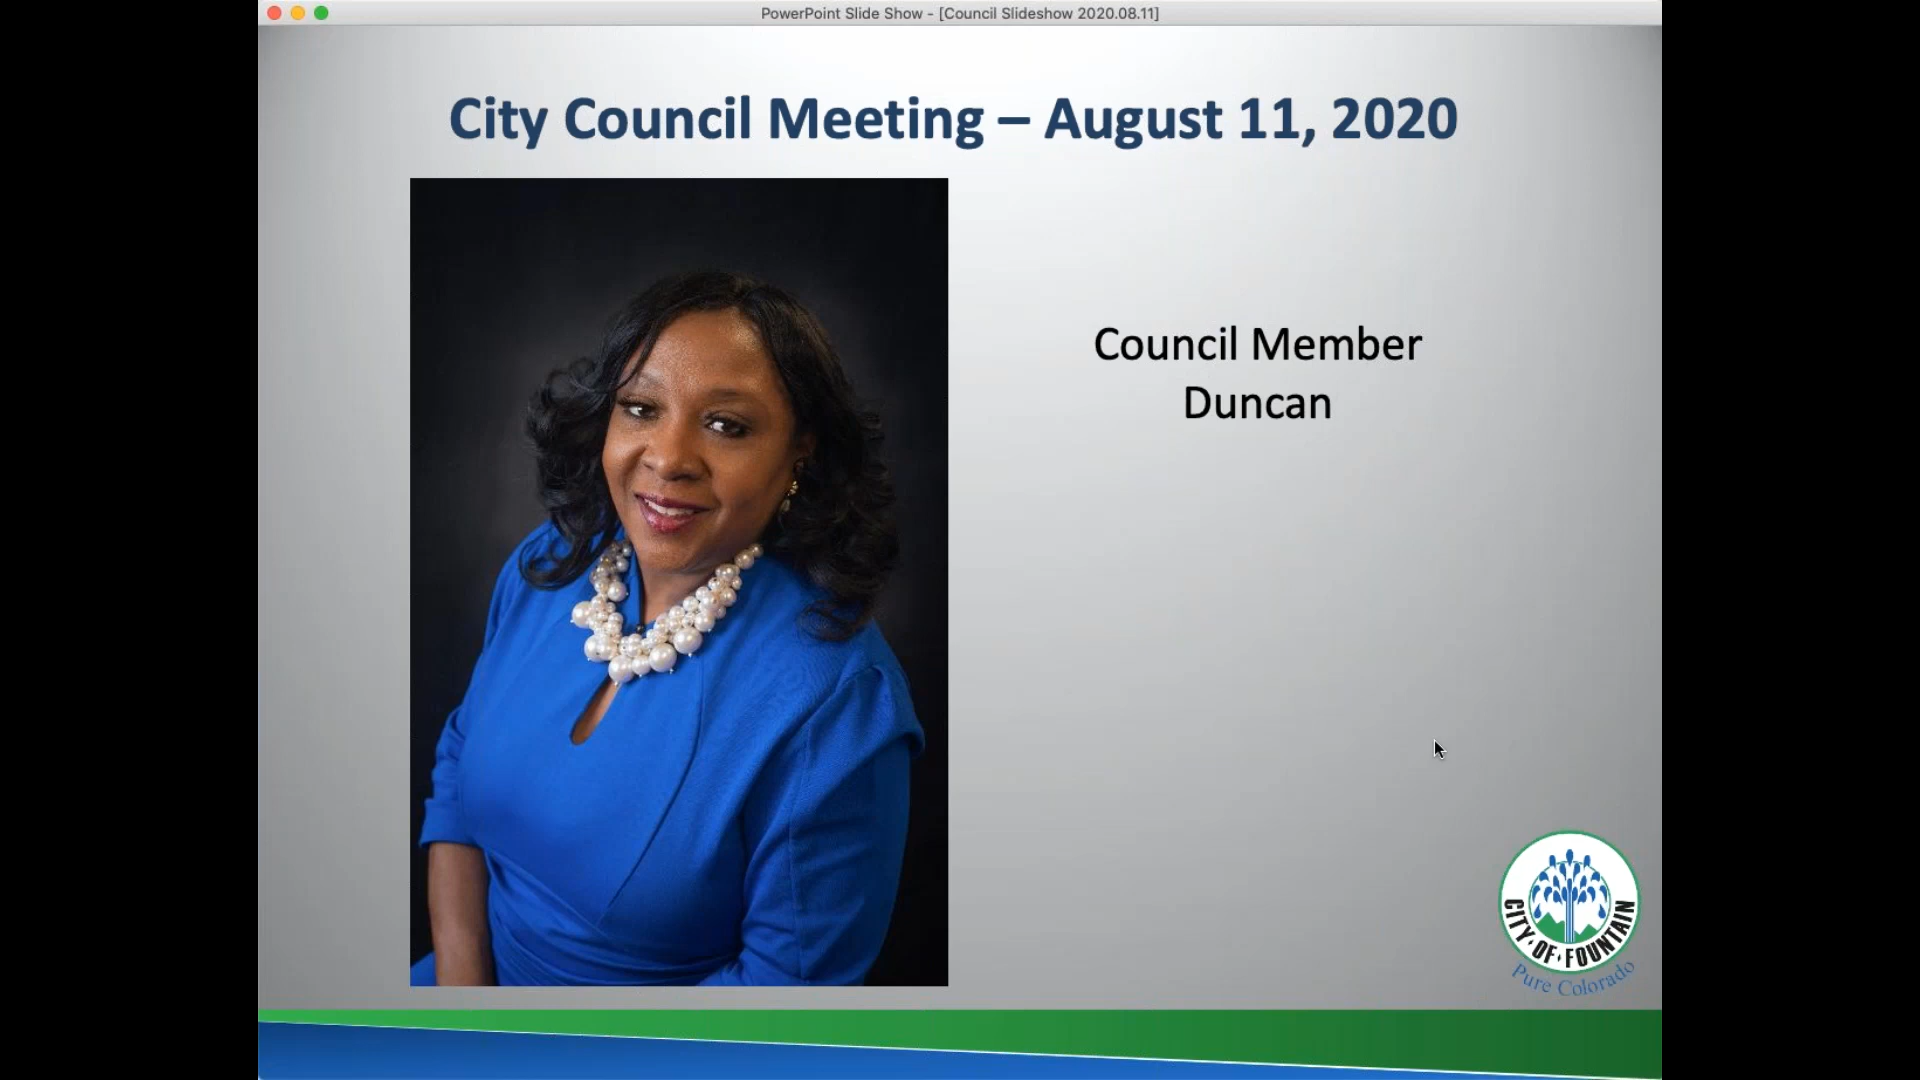 PowerPoint Slide Show - [Council Slideshow 2020.08.11]
City Council Meeting – August 11, 2020
Council Member
Duncan
CITY·OF·FOUNTAIN
Pure Colorado